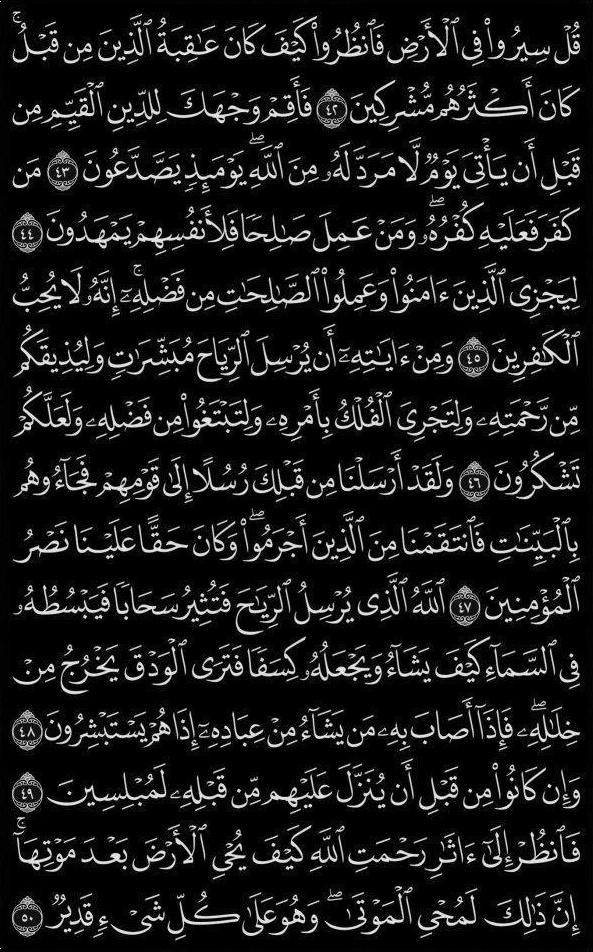 قُلْ سِيرُوا۟ فِى ٱلْأَرْضِ فَٱنظُرُوا۟ كَيْفَ كَانَ عَـٰقِبَةُ ٱلَّذِينَ مِن قَبْلُ ۚ
كَانَ أَكْثَرُهُم مُّشْرِكِينَ ٤٢ فَأَقِمْ وَجْهَكَ لِلدِّينِ ٱلْقَيِّمِ مِن
قَبْلِ أَن يَأْتِىَ يَوْمٌ لَّا مَرَدَّ لَهُۥ مِنَ ٱللَّهِ ۖ يَوْمَئِذٍ يَصَّدَّعُونَ ٤٣ مَن
كَفَرَ فَعَلَيْهِ كُفْرُهُۥ ۖ وَمَنْ عَمِلَ صَـٰلِحًا فَلِأَنفُسِهِمْ يَمْهَدُونَ ٤٤
لِيَجْزِىَ ٱلَّذِينَ ءَامَنُوا۟ وَعَمِلُوا۟ ٱلصَّـٰلِحَـٰتِ مِن فَضْلِهِۦٓ ۚ إِنَّهُۥ لَا يُحِبُّ
ٱلْكَـٰفِرِينَ ٤٥ وَمِنْ ءَايَـٰتِهِۦٓ أَن يُرْسِلَ ٱلرِّيَاحَ مُبَشِّرَٰتٍ وَلِيُذِيقَكُم
مِّن رَّحْمَتِهِۦ وَلِتَجْرِىَ ٱلْفُلْكُ بِأَمْرِهِۦ وَلِتَبْتَغُوا۟ مِن فَضْلِهِۦ وَلَعَلَّكُمْ
تَشْكُرُونَ ٤٦ وَلَقَدْ أَرْسَلْنَا مِن قَبْلِكَ رُسُلًا إِلَىٰ قَوْمِهِمْ فَجَآءُوهُم
بِٱلْبَيِّنَـٰتِ فَٱنتَقَمْنَا مِنَ ٱلَّذِينَ أَجْرَمُوا۟ ۖ وَكَانَ حَقًّا عَلَيْنَا نَصْرُ
ٱلْمُؤْمِنِينَ ٤٧ ٱللَّهُ ٱلَّذِى يُرْسِلُ ٱلرِّيَـٰحَ فَتُثِيرُ سَحَابًا فَيَبْسُطُهُۥ
فِى ٱلسَّمَآءِ كَيْفَ يَشَآءُ وَيَجْعَلُهُۥ كِسَفًا فَتَرَى ٱلْوَدْقَ يَخْرُجُ مِنْ
خِلَـٰلِهِۦ ۖ فَإِذَآ أَصَابَ بِهِۦ مَن يَشَآءُ مِنْ عِبَادِهِۦٓ إِذَا هُمْ يَسْتَبْشِرُونَ ٤٨
وَإِن كَانُوا۟ مِن قَبْلِ أَن يُنَزَّلَ عَلَيْهِم مِّن قَبْلِهِۦ لَمُبْلِسِينَ ٤٩
فَٱنظُرْ إِلَىٰٓ ءَاثَـٰرِ رَحْمَتِ ٱللَّهِ كَيْفَ يُحْىِ ٱلْأَرْضَ بَعْدَ مَوْتِهَآ ۚ
إِنَّ ذَٰلِكَ لَمُحْىِ ٱلْمَوْتَىٰ ۖ وَهُوَ عَلَىٰ كُلِّ شَىْءٍ قَدِيرٌ ٥٠